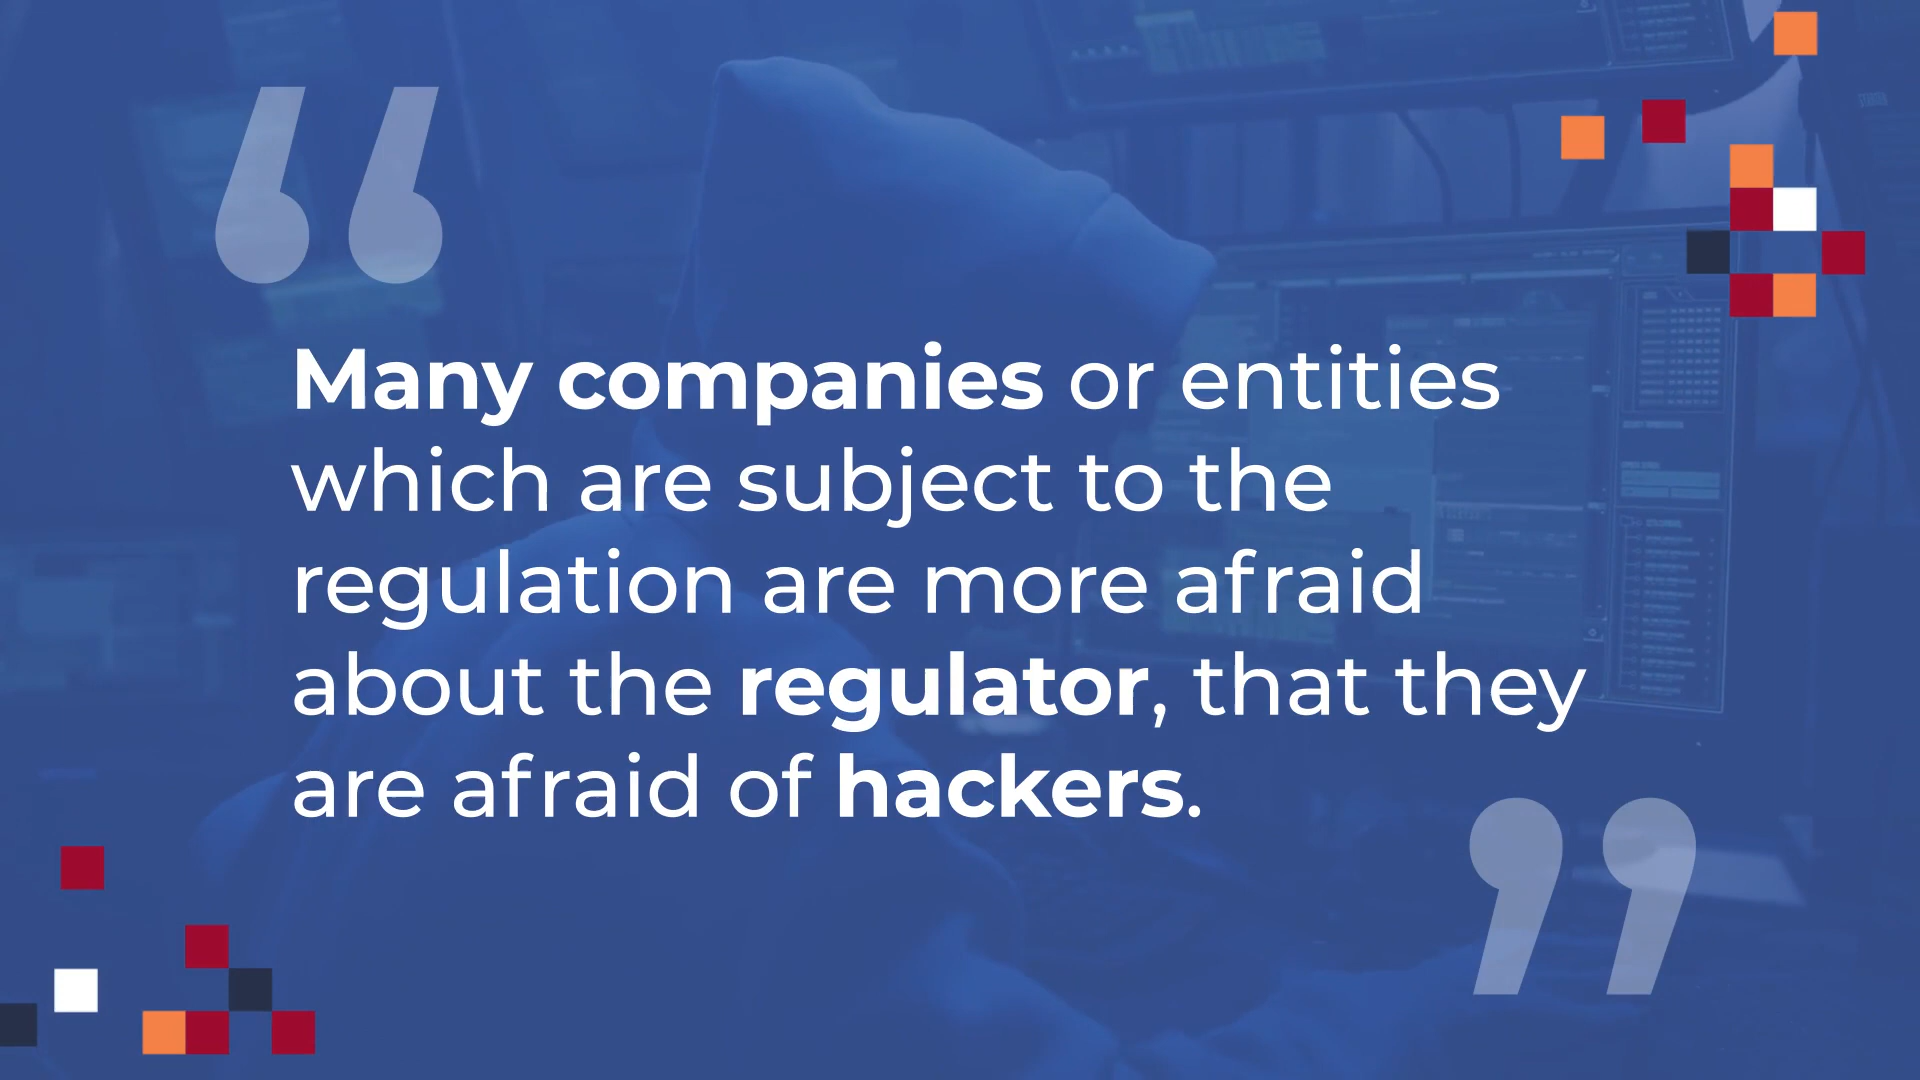 Many companies or entities
which are subject to the
regulation are more afraid
about the regulator, that they
are afraid of hackers.